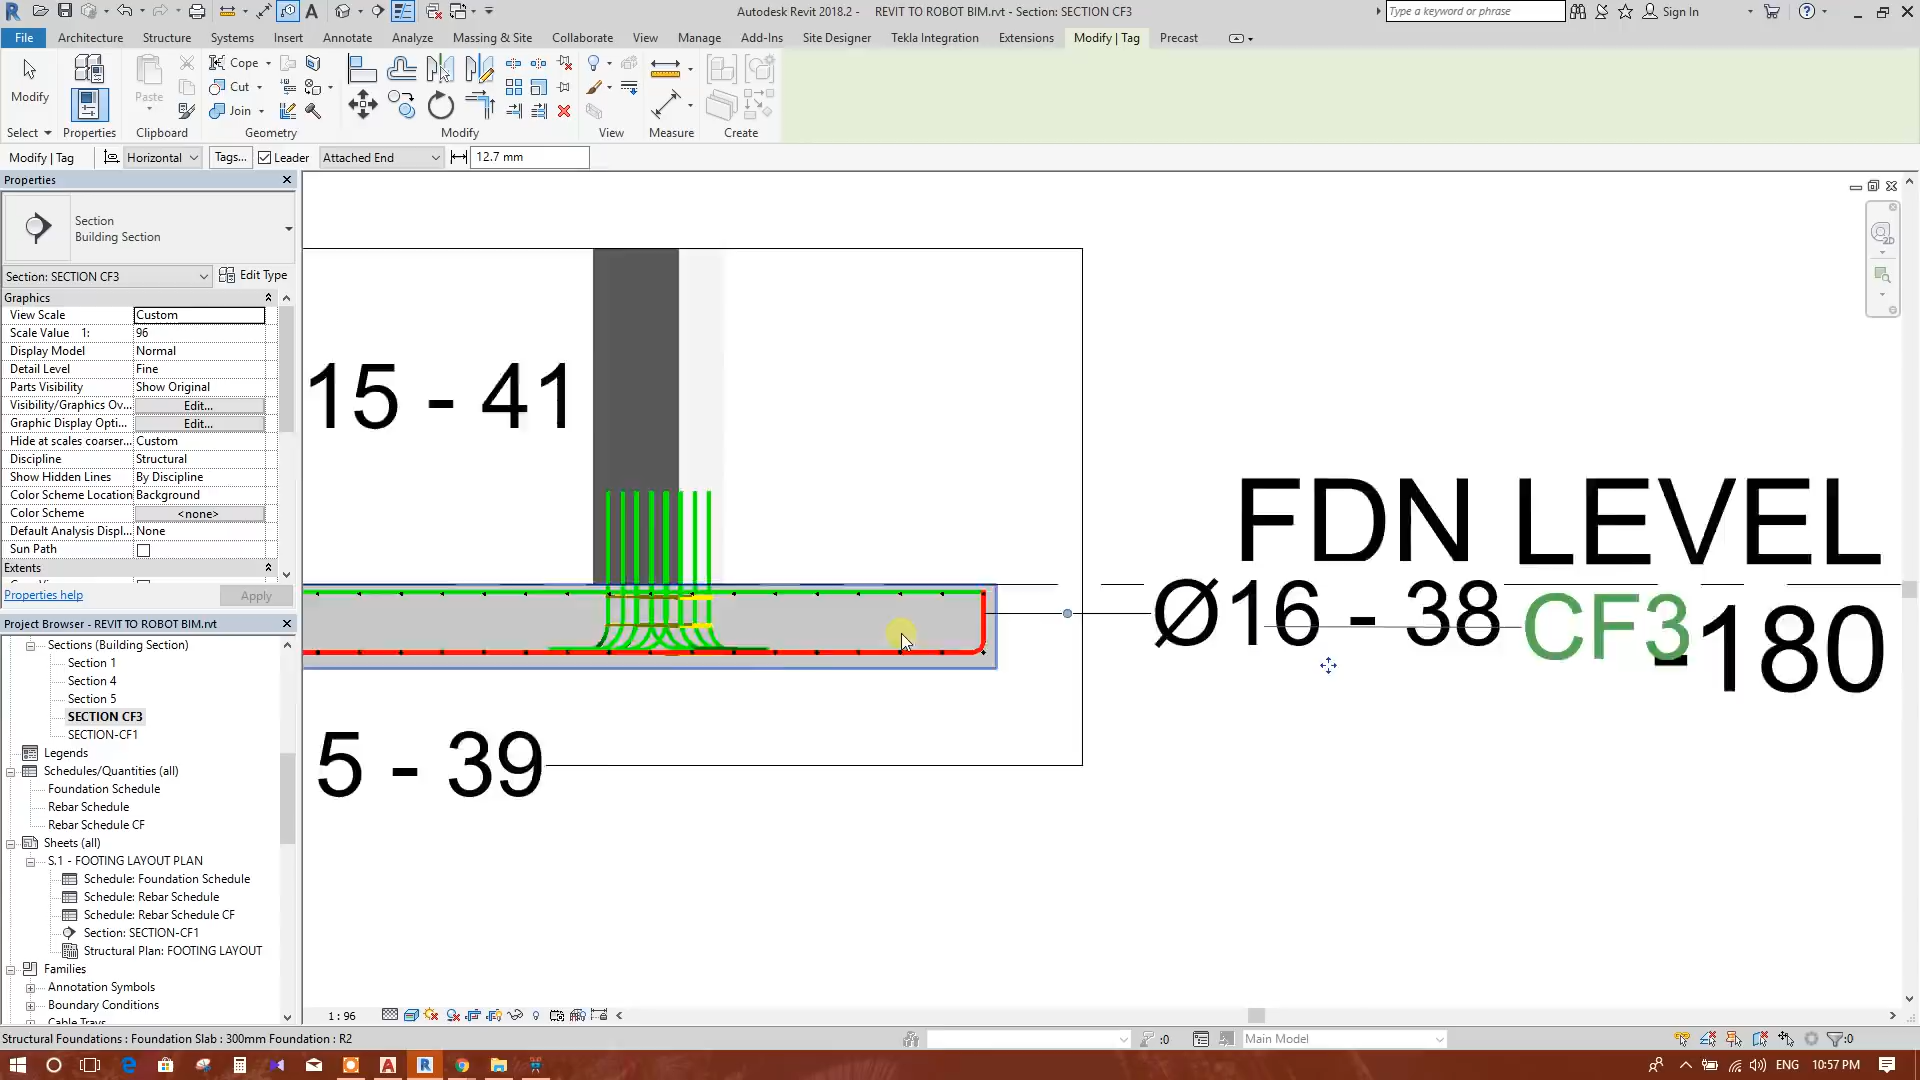 Autodesk Revit 2018.2 - REVIT TO ROBOT BIM.rvt - Section: SECTION CF3
Type a keyword or phrase
Sign In
File Architecture Structure Systems Insert Annotate Analyze Massing & Site Collaborate View Manage Add-Ins Site Designer Tekla Integration Extensions Modify | Tag Precast
Modify
Paste
Cope
Cut
Join
Select Properties Clipboard Geometry Modify View Measure Create
Modify | Tag Horizontal Tags... Leader Attached End 12.7 mm
Properties
Section
Building Section
Section: SECTION CF3 Edit Type
Graphics
View Scale Custom
Scale Value 1: 96
Display Model Normal
Detail Level Fine
Parts Visibility Show Original
Visibility/Graphics Ov... Edit...
Graphic Display Opti... Edit...
Hide at scales coarser... Custom
Discipline Structural
Show Hidden Lines By Discipline
Color Scheme Location Background
Color Scheme <none>
Default Analysis Displ... None
Sun Path
Extents
Properties help Apply
Project Browser - REVIT TO ROBOT BIM.rvt
Sections (Building Section)
Section 1
Section 4
Section 5
SECTION CF3
SECTION-CF1
Legends
Schedules/Quantities (all)
Foundation Schedule
Rebar Schedule
Rebar Schedule CF
Sheets (all)
S.1 - FOOTING LAYOUT PLAN
Schedule: Foundation Schedule
Schedule: Rebar Schedule
Schedule: Rebar Schedule CF
Section: SECTION-CF1
Structural Plan: FOOTING LAYOUT
Families
Annotation Symbols
Boundary Conditions
Cable Trays
15 - 41
FDN LEVEL
Ø16 - 38 CF3
-180
5 - 39
1 : 96
Structural Foundations : Foundation Slab : 300mm Foundation : R2
:0
Main Model
:0
ENG 10:57 PM